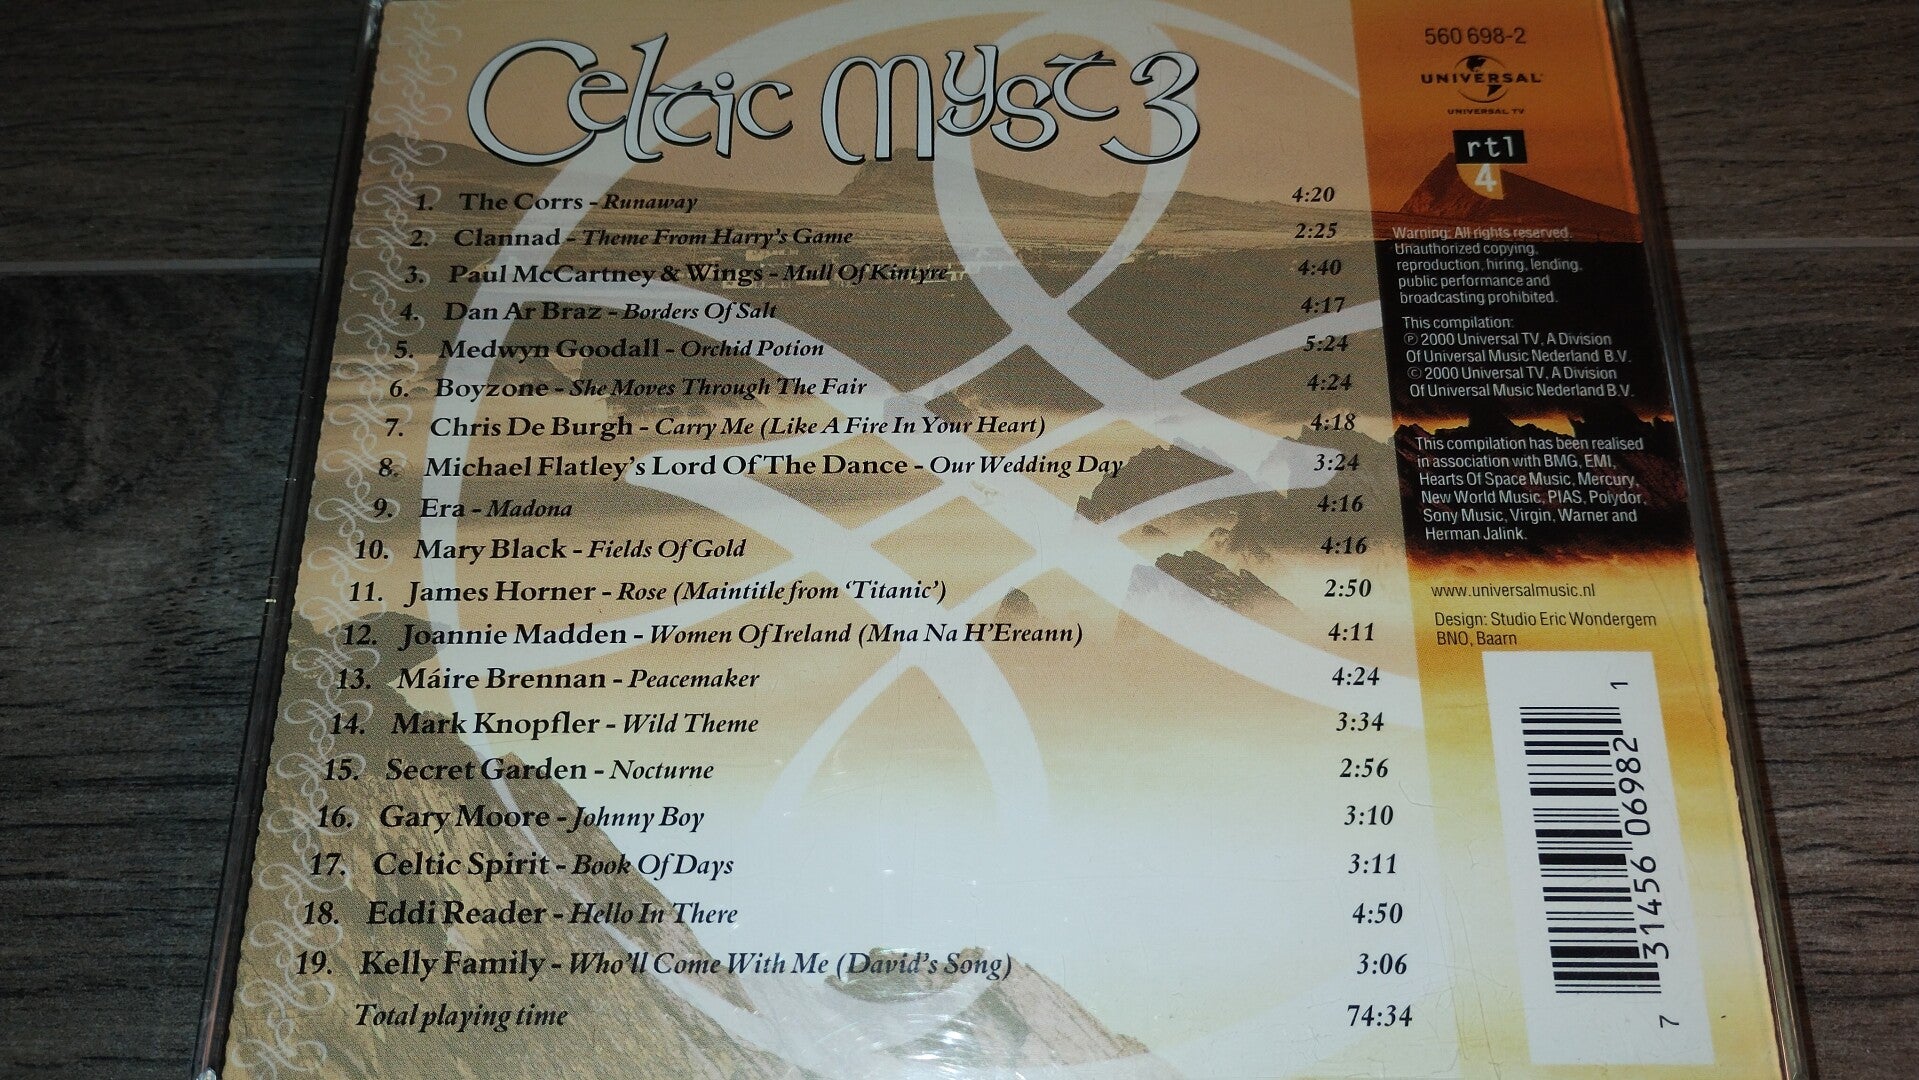 Celtic Myst 3
1. The Corrs - Runaway 4:20
2. Clannad - Theme From Harry's Game 2:25
3. Paul McCartney & Wings - Mull Of Kintyre 4:40
4. Dan Ar Braz - Borders Of Salt 4:17
5. Medwyn Goodall - Orchid Potion 5:24
6. Boyzone - She Moves Through The Fair 4:24
7. Chris De Burgh - Carry Me (Like A Fire In Your Heart) 4:18
8. Michael Flatley's Lord Of The Dance - Our Wedding Day 3:24
9. Era - Madona 4:16
10. Mary Black - Fields Of Gold 4:16
11. James Horner - Rose (Maintitle from 'Titanic') 2:50
12. Joannie Madden - Women Of Ireland (Mna Na H'Ereann) 4:11
13. Máire Brennan - Peacemaker 4:24
14. Mark Knopfler - Wild Theme 3:34
15. Secret Garden - Nocturne 2:56
16. Gary Moore - Johnny Boy 3:10
17. Celtic Spirit - Book Of Days 3:11
18. Eddi Reader - Hello In There 4:50
19. Kelly Family - Who'll Come With Me (David's Song) 3:06
Total playing time 74:34
560 698-2
UNIVERSAL
UNIVERSAL TV
rtl
4
Warning: All rights reserved.
Unauthorized copying,
reproduction, hiring, lending,
public performance and
broadcasting prohibited.
This compilation:
℗ 2000 Universal TV, A Division
Of Universal Music Nederland B.V.
© 2000 Universal TV, A Division
Of Universal Music Nederland B.V.
This compilation has been realised
in association with BMG, EMI,
Hearts Of Space Music, Mercury,
New World Music, PIAS, Polydor,
Sony Music, Virgin, Warner and
Herman Jalink.
www.universalmusic.nl
Design: Studio Eric Wondergem
BNO, Baarn
7 31456 06982 1